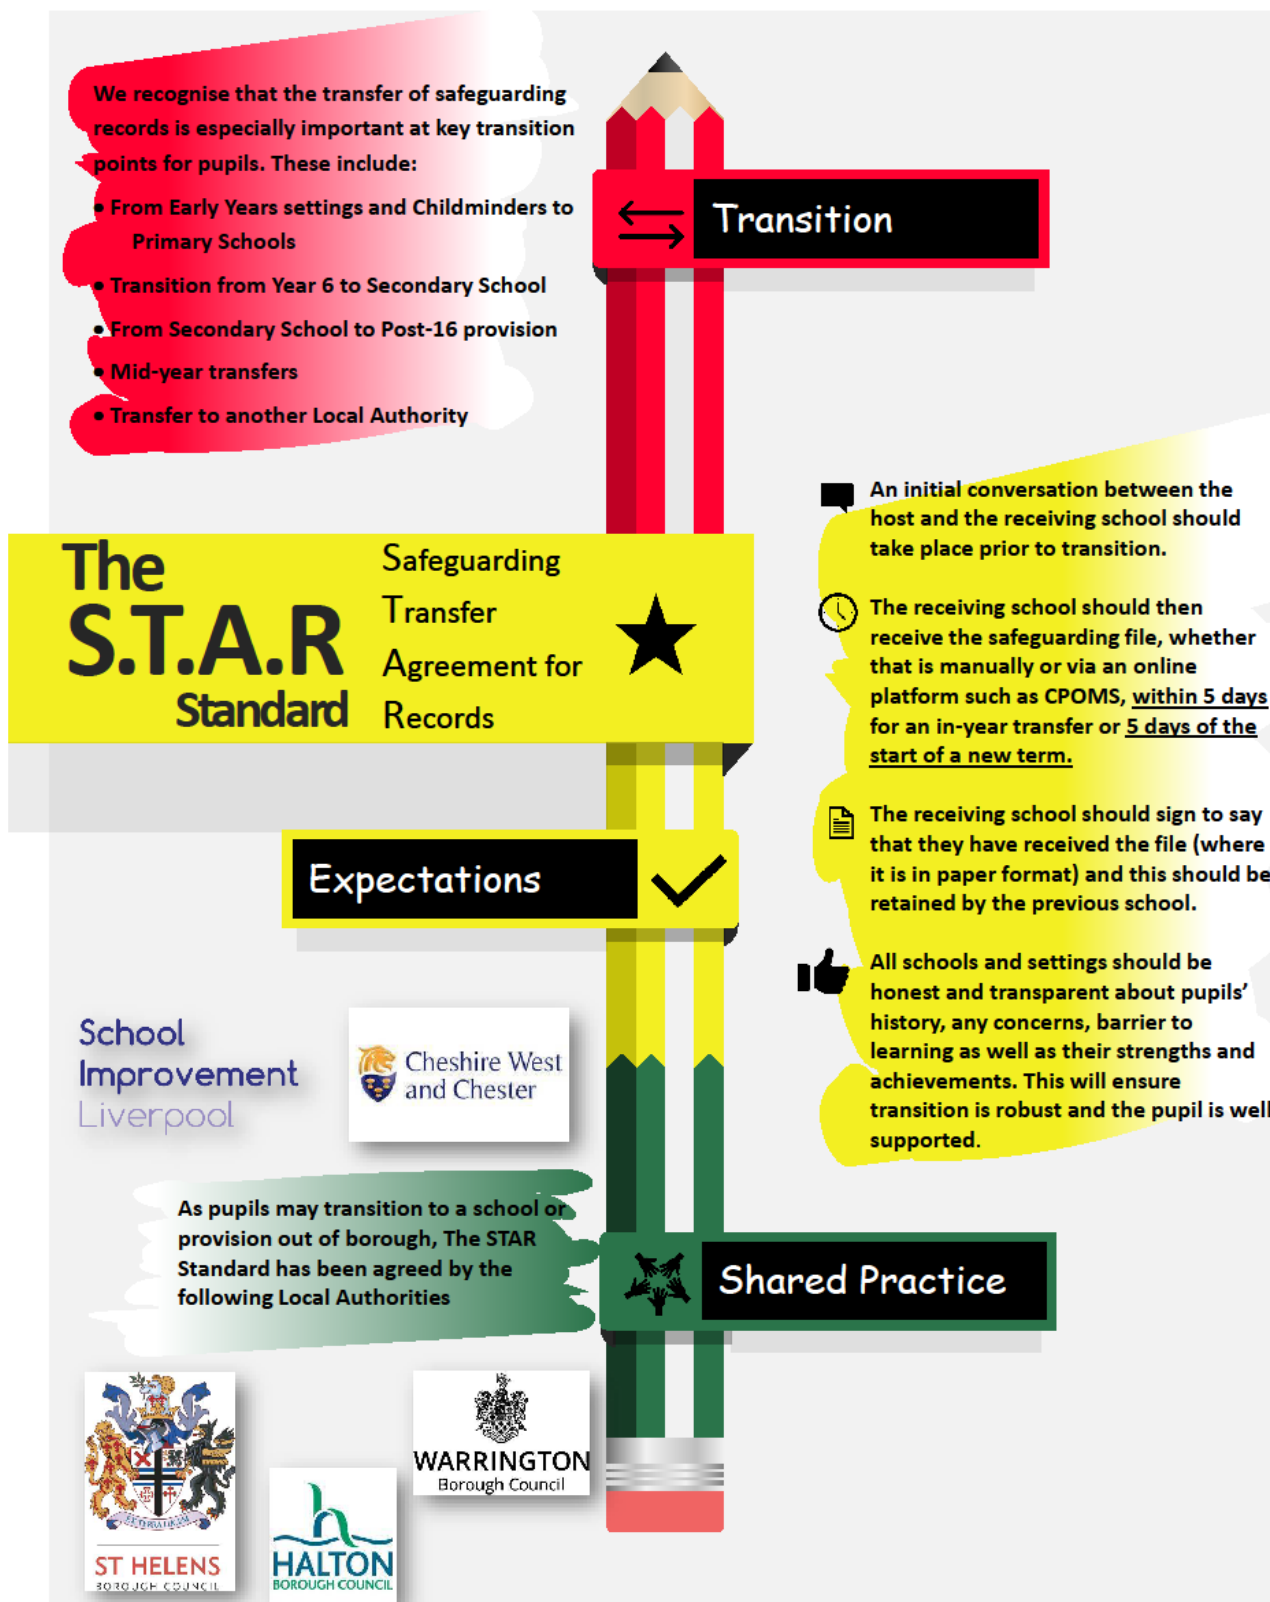 We recognise that the transfer of safeguarding
records is especially important at key transition
points for pupils. These include:
• From Early Years settings and Childminders to
Primary Schools
• Transition from Year 6 to Secondary School
• From Secondary School to Post-16 provision
• Mid-year transfers
• Transfer to another Local Authority
Transition
The
S.T.A.R
Standard
Safeguarding
Transfer
Agreement for
Records
An initial conversation between the
host and the receiving school should
take place prior to transition.
The receiving school should then
receive the safeguarding file, whether
that is manually or via an online
platform such as CPOMS, within 5 days
for an in-year transfer or 5 days of the
start of a new term.
The receiving school should sign to say
that they have received the file (where
it is in paper format) and this should be
retained by the previous school.
All schools and settings should be
honest and transparent about pupils'
history, any concerns, barrier to
learning as well as their strengths and
achievements. This will ensure
transition is robust and the pupil is well
supported.
Expectations
School
Improvement
Liverpool
Cheshire West
and Chester
As pupils may transition to a school or
provision out of borough, The STAR
Standard has been agreed by the
following Local Authorities
Shared Practice
ST HELENS
BOROUGH COUNCIL
HALTON
BOROUGH COUNCIL
WARRINGTON
Borough Council